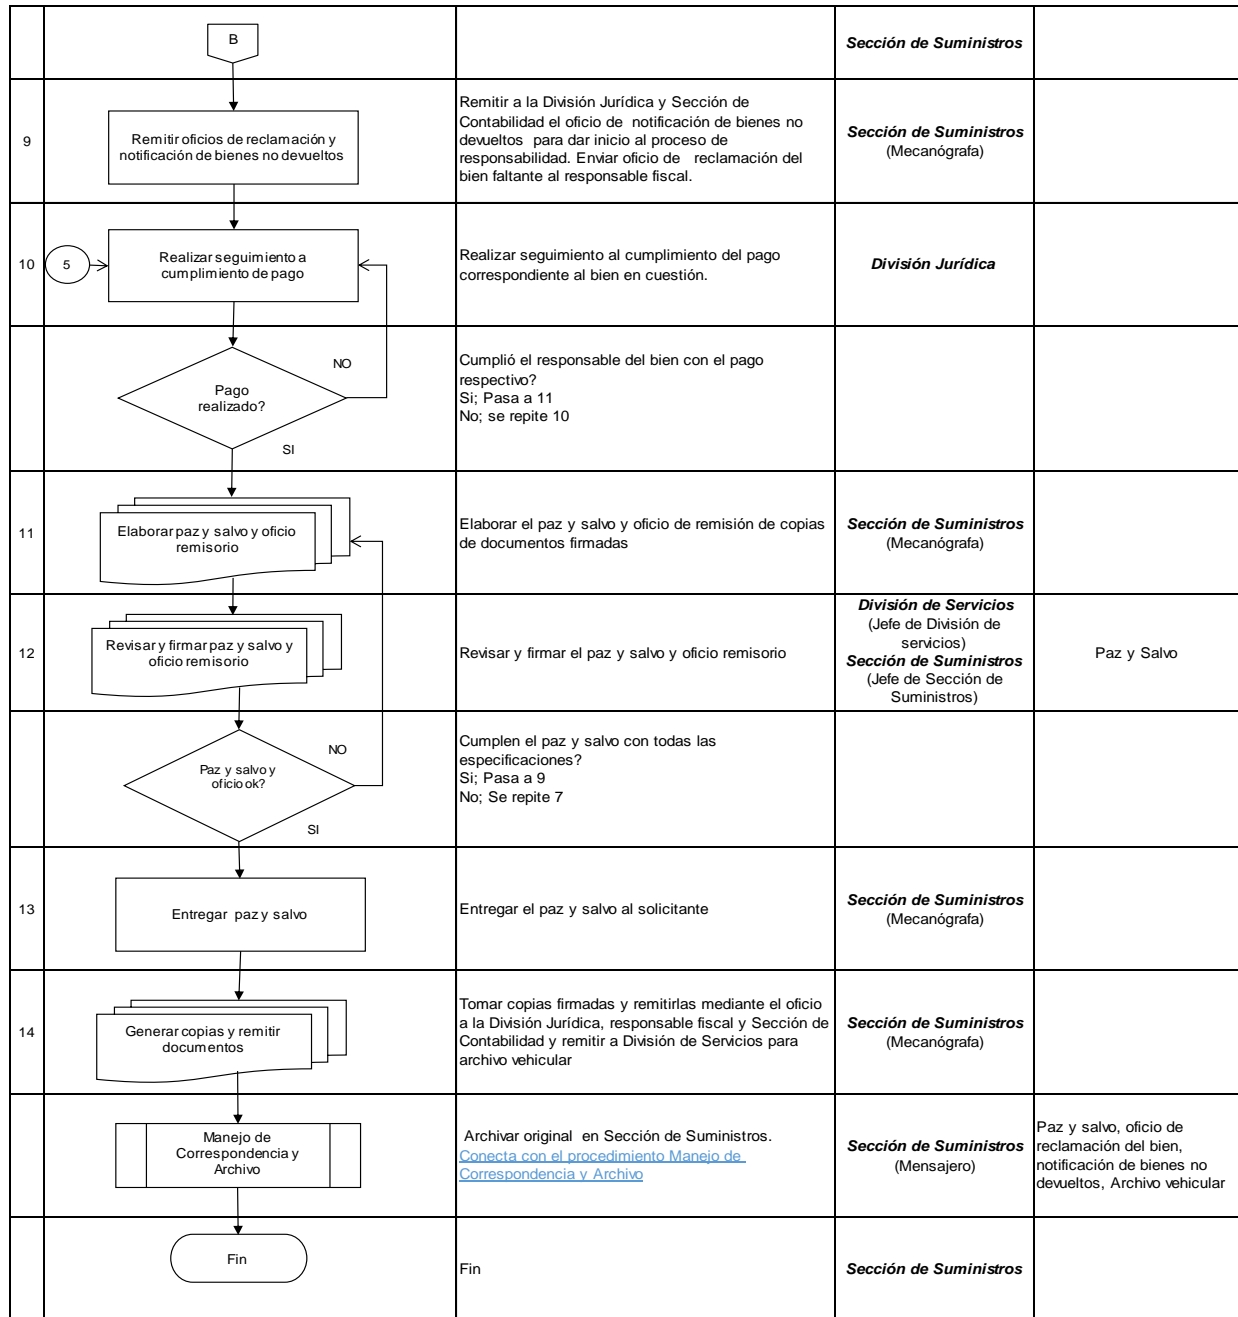 B
Sección de Suministros
9
Remitir oficios de reclamación y
notificación de bienes no devueltos
Remitir a la División Jurídica y Sección de
Contabilidad el oficio de notificación de bienes no
devueltos para dar inicio al proceso de
responsabilidad. Enviar oficio de reclamación del
bien faltante al responsable fiscal.
Sección de Suministros
(Mecanógrafa)
10
5
Realizar seguimiento a
cumplimiento de pago
Realizar seguimiento al cumplimiento del pago
correspondiente al bien en cuestión.
División Jurídica
Pago
realizado?
NO
SI
Cumplió el responsable del bien con el pago
respectivo?
Si; Pasa a 11
No; se repite 10
11
Elaborar paz y salvo y oficio
remisorio
Elaborar el paz y salvo y oficio de remisión de copias
de documentos firmadas
Sección de Suministros
(Mecanógrafa)
12
Revisar y firmar paz y salvo y
oficio remisorio
Revisar y firmar el paz y salvo y oficio remisorio
División de Servicios
(Jefe de División de
servicios)
Sección de Suministros
(Jefe de Sección de
Suministros)
Paz y Salvo
Paz y salvo y
oficio ok?
NO
SI
Cumplen el paz y salvo con todas las
especificaciones?
Si; Pasa a 9
No; Se repite 7
13
Entregar paz y salvo
Entregar el paz y salvo al solicitante
Sección de Suministros
(Mecanógrafa)
14
Generar copias y remitir
documentos
Tomar copias firmadas y remitirlas mediante el oficio
a la División Jurídica, responsable fiscal y Sección de
Contabilidad y remitir a División de Servicios para
archivo vehicular
Sección de Suministros
(Mecanógrafa)
Manejo de
Correspondencia y
Archivo
Archivar original en Sección de Suministros.
Conecta con el procedimiento Manejo de
Correspondencia y Archivo
Sección de Suministros
(Mensajero)
Paz y salvo, oficio de
reclamación del bien,
notificación de bienes no
devueltos, Archivo vehicular
Fin
Fin
Sección de Suministros